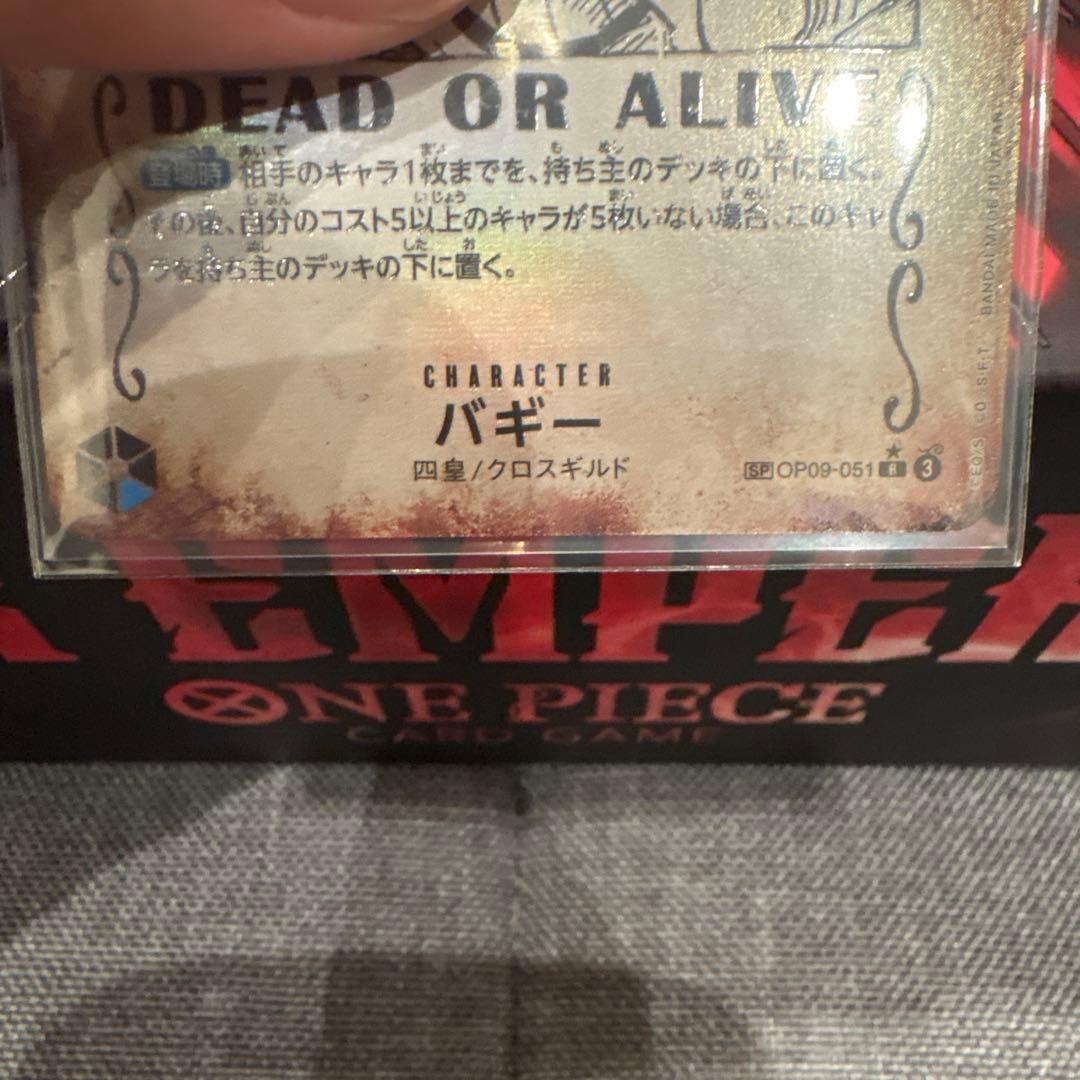 DEAD OR ALIVE
登場時 相手のキャラ1枚までを、持ち主のデッキの下に置く。
その後、自分のコスト5以上のキャラが5枚いない場合、このキャ
ラを持ち主のデッキの下に置く。
CHARACTER
バギー
四皇/クロスギルド
SP OP09-051 R 3
ONE PIECE
CARD GAME